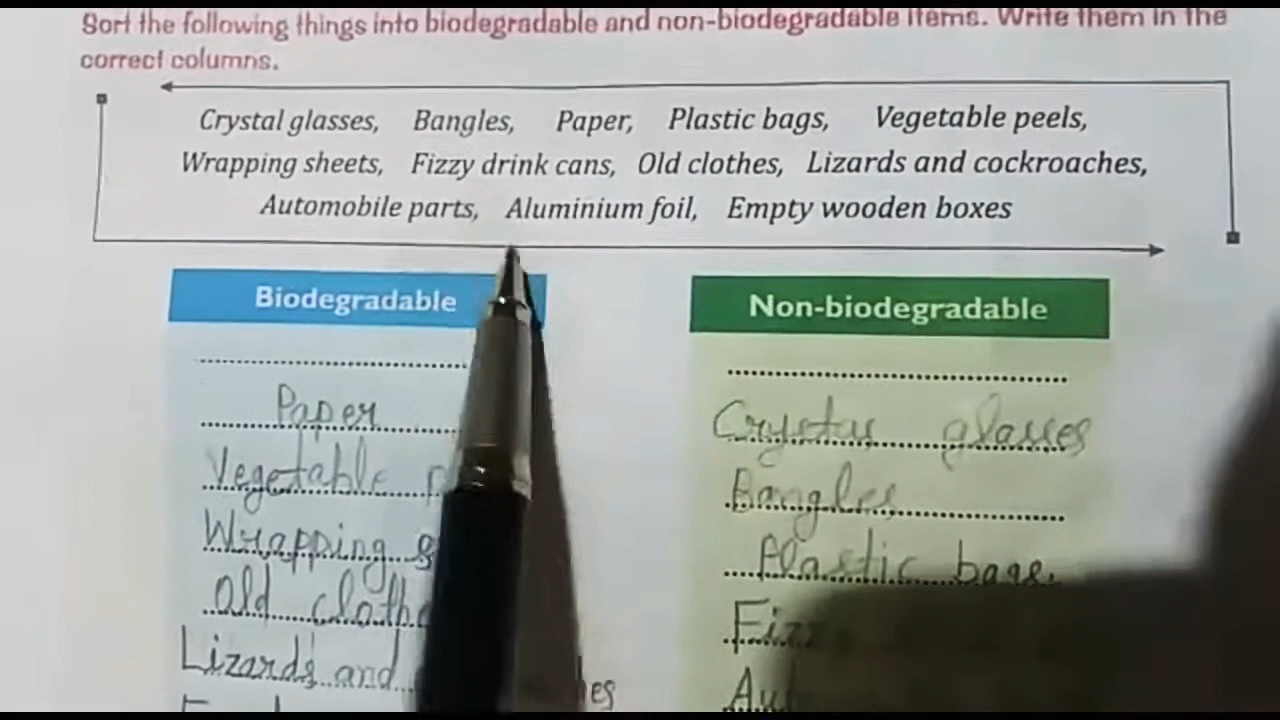 Sort the following things into biodegradable and non-biodegradable items. Write them in the
correct columns.
Crystal glasses, Bangles, Paper, Plastic bags, Vegetable peels,
Wrapping sheets, Fizzy drink cans, Old clothes, Lizards and cockroaches,
Automobile parts, Aluminium foil, Empty wooden boxes
Biodegradable
Paper
Vegetable
Wrapping
Old
Lizards and
Non-biodegradable
Crystal glasses
Bangles
Plastic bags.